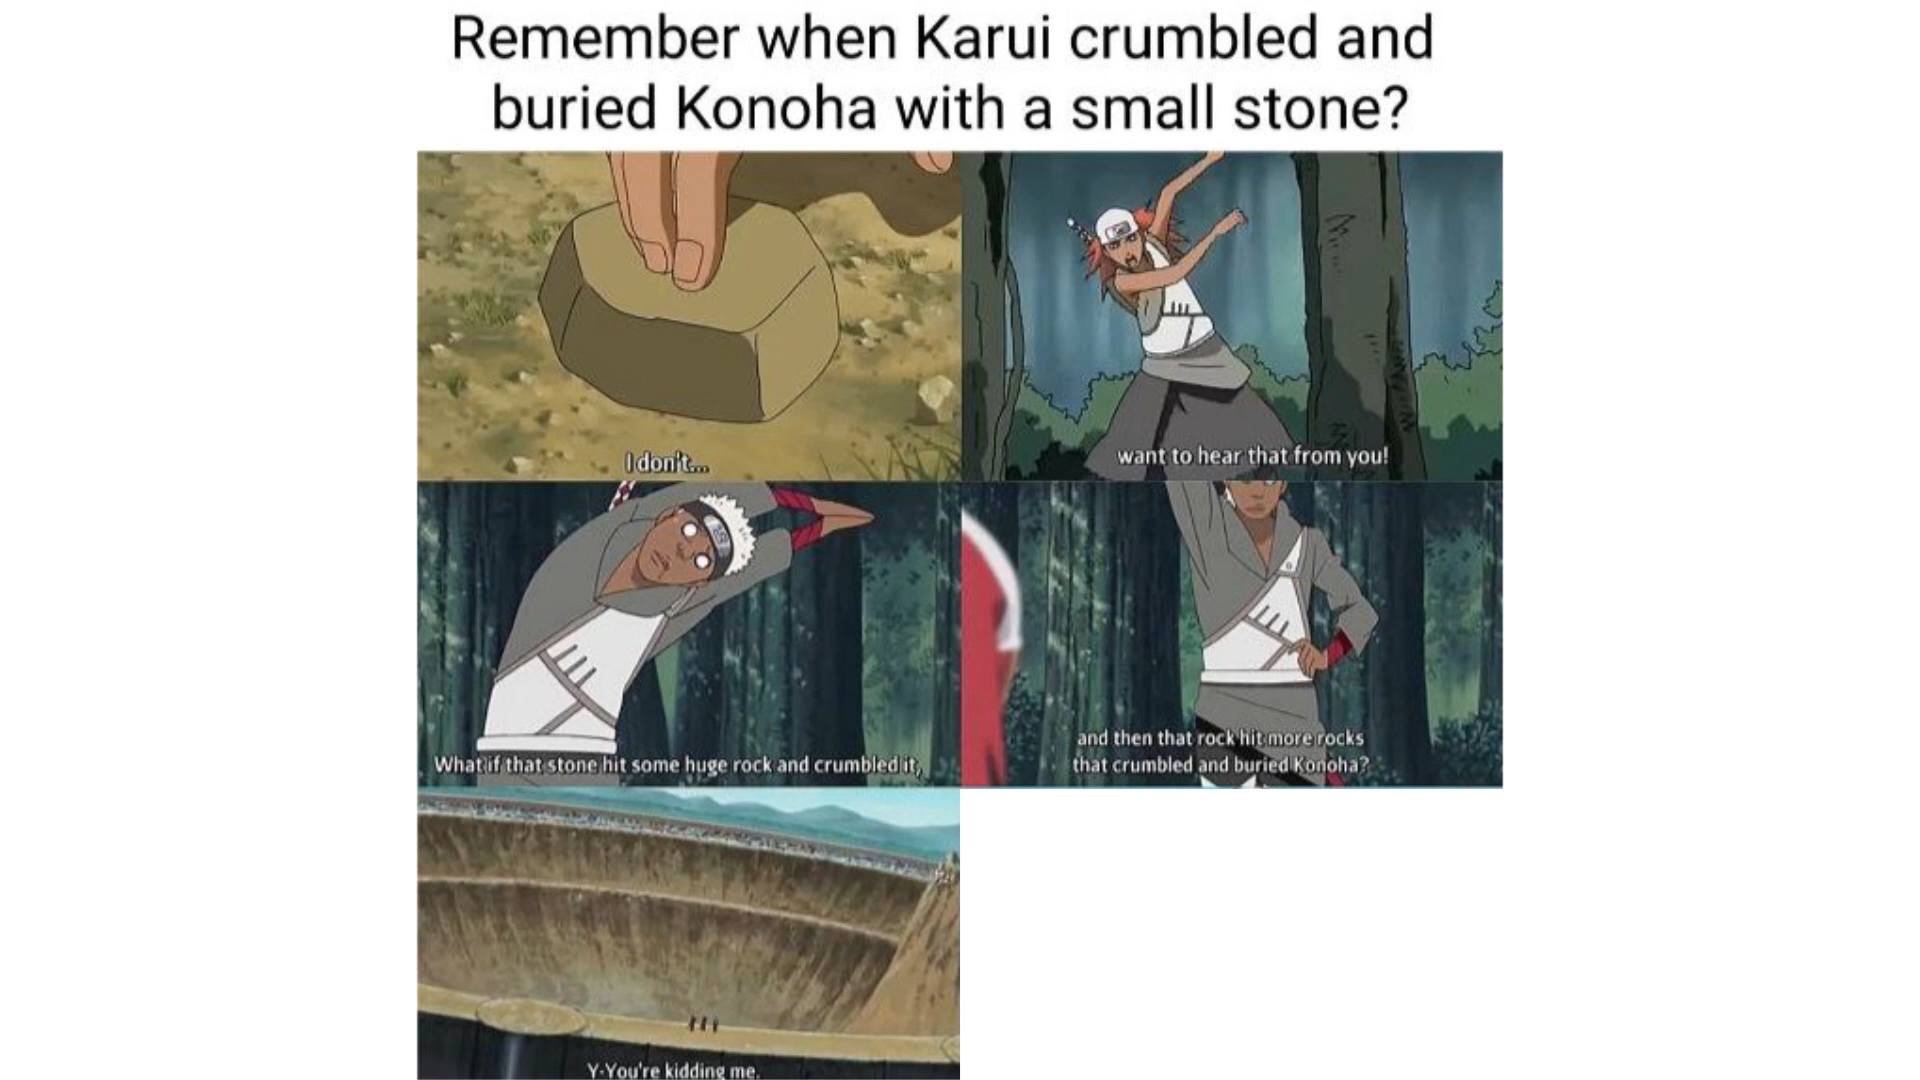 Remember when Karui crumbled and
buried Konoha with a small stone?
I don't...
want to hear that from you!
What if that stone hit some huge rock and crumbled it,
and then that rock hit more rocks
that crumbled and buried Konoha?
Y-You're kidding me.